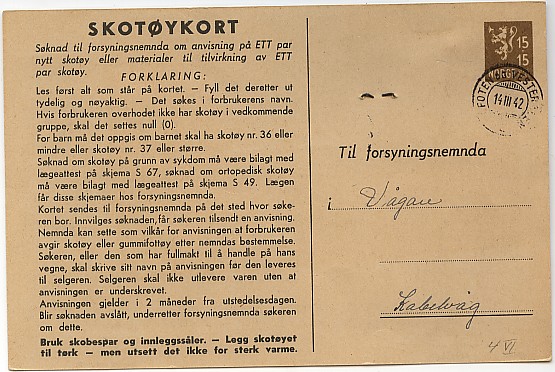 SKOTØYKORT
Søknad til forsyningsnemnda om anvisning på ETT par
nytt skotøy eller materialer til tilvirkning av ETT
par skotøy.
FORKLARING:
Les først alt som står på kortet. — Fyll det deretter ut
tydelig og nøyaktig. — Det søkes i forbrukerens navn.
Hvis forbrukeren overhodet ikke har skotøy i vedkommende
gruppe, skal det settes null (0).
For barn må det oppgis om barnet skal ha skotøy nr. 36 eller
mindre eller skotøy nr. 37 eller større.
Søknad om skotøy på grunn av sykdom må være bilagt med
lægeattest på skjema S 67, søknad om ortopedisk skotøy
må være bilagt med lægeattest på skjema S 49. Lægen
får disse skjemaer hos forsyningsnemnda.
Kortet sendes til forsyningsnemnda på det sted hvor søke-
ren bor. Innvilges søknaden, får søkeren tilsendt en anvisning.
Nemnda kan sette som vilkår for anvisning at forbrukeren
avgir skotøy eller gummifottøy etter nemndas bestemmelse.
Søkeren, eller den som har fullmakt til å handle på hans
vegne, skal skrive sitt navn på anvisningen før den leveres
til selgeren. Selgeren skal ikke utlevere varen uten at
anvisningen er underskrevet.
Anvisningen gjelder i 2 måneder fra utstedelsesdagen.
Blir søknaden avslått, underretter forsyningsnemnda søkeren
om dette.
Bruk skobespar og innleggssåler. — Legg skotøyet
til tørk — men utsett det ikke for sterk varme.
15 15
15 15
NORGE
14 III 42
Til forsyningsnemnda
i Vågan
Kabelvåg
4 VI